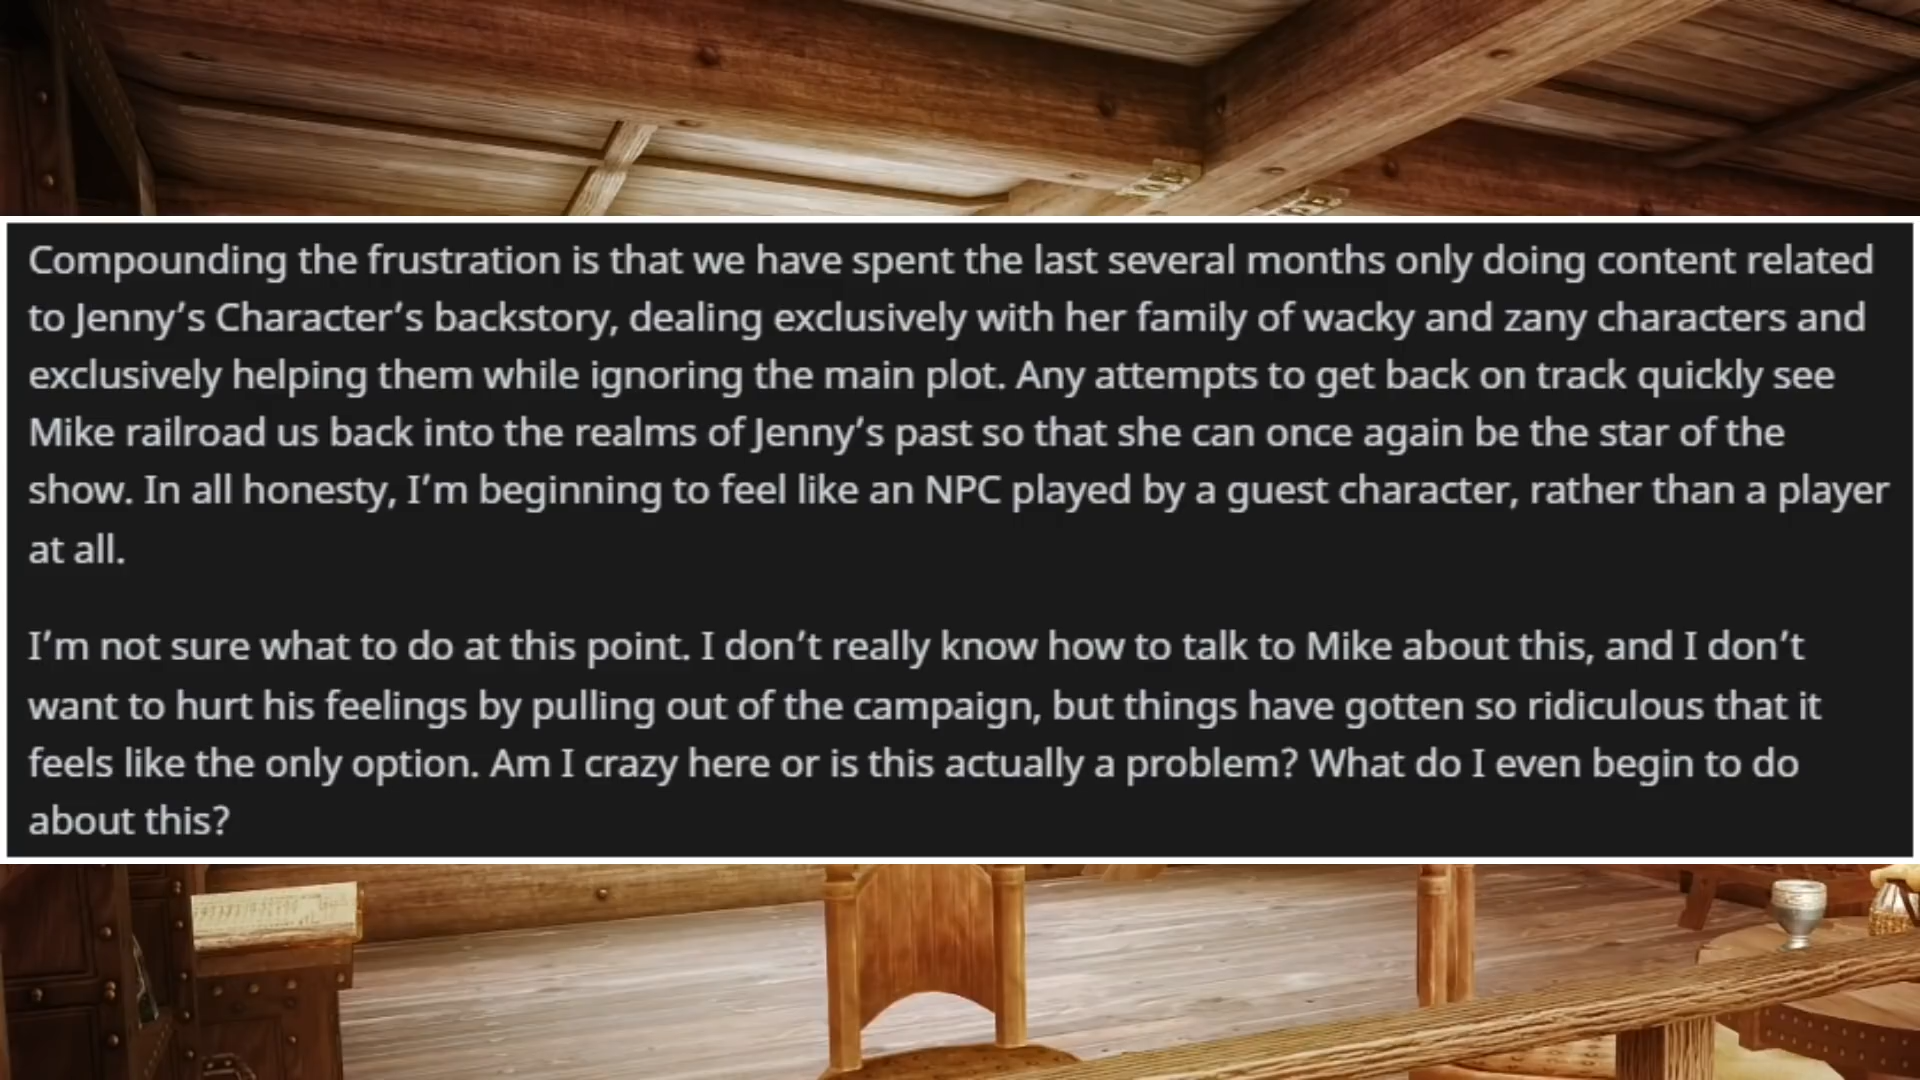 Compounding the frustration is that we have spent the last several months only doing content related
to Jenny’s Character’s backstory, dealing exclusively with her family of wacky and zany characters and
exclusively helping them while ignoring the main plot. Any attempts to get back on track quickly see
Mike railroad us back into the realms of Jenny’s past so that she can once again be the star of the
show. In all honesty, I’m beginning to feel like an NPC played by a guest character, rather than a player
at all.
I’m not sure what to do at this point. I don’t really know how to talk to Mike about this, and I don’t
want to hurt his feelings by pulling out of the campaign, but things have gotten so ridiculous that it
feels like the only option. Am I crazy here or is this actually a problem? What do I even begin to do
about this?